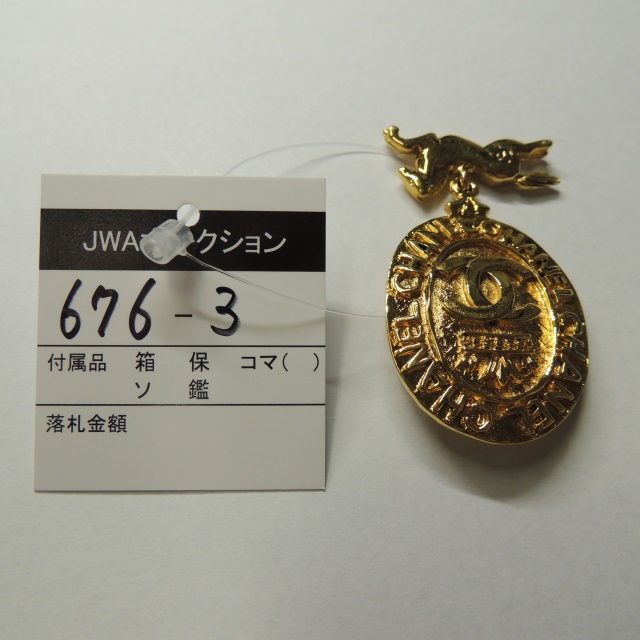 JWA クション
676-3
付属品 箱 保 コマ( )
ソ 鑑
落札金額
CHANEL CHANEL